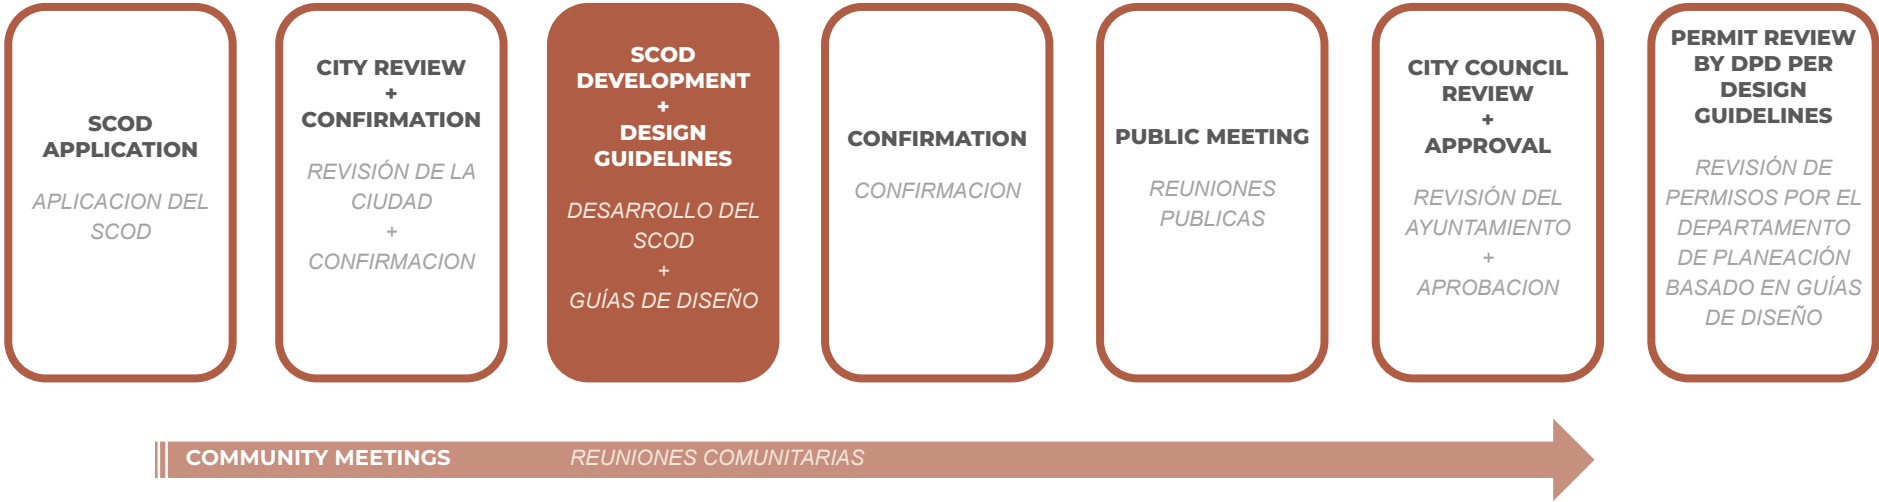 SCOD
APPLICATION
APLICACION DEL
SCOD
CITY REVIEW
+
CONFIRMATION
REVISIÓN DE LA
CIUDAD
+
CONFIRMACION
SCOD
DEVELOPMENT
+
DESIGN
GUIDELINES
DESARROLLO DEL
SCOD
+
GUÍAS DE DISEÑO
CONFIRMATION
CONFIRMACION
PUBLIC MEETING
REUNIONES
PUBLICAS
CITY COUNCIL
REVIEW
+
APPROVAL
REVISIÓN DEL
AYUNTAMIENTO
+
APROBACION
PERMIT REVIEW
BY DPD PER
DESIGN
GUIDELINES
REVISIÓN DE
PERMISOS POR EL
DEPARTAMENTO
DE PLANEACIÓN
BASADO EN GUÍAS
DE DISEÑO
COMMUNITY MEETINGS REUNIONES COMUNITARIAS